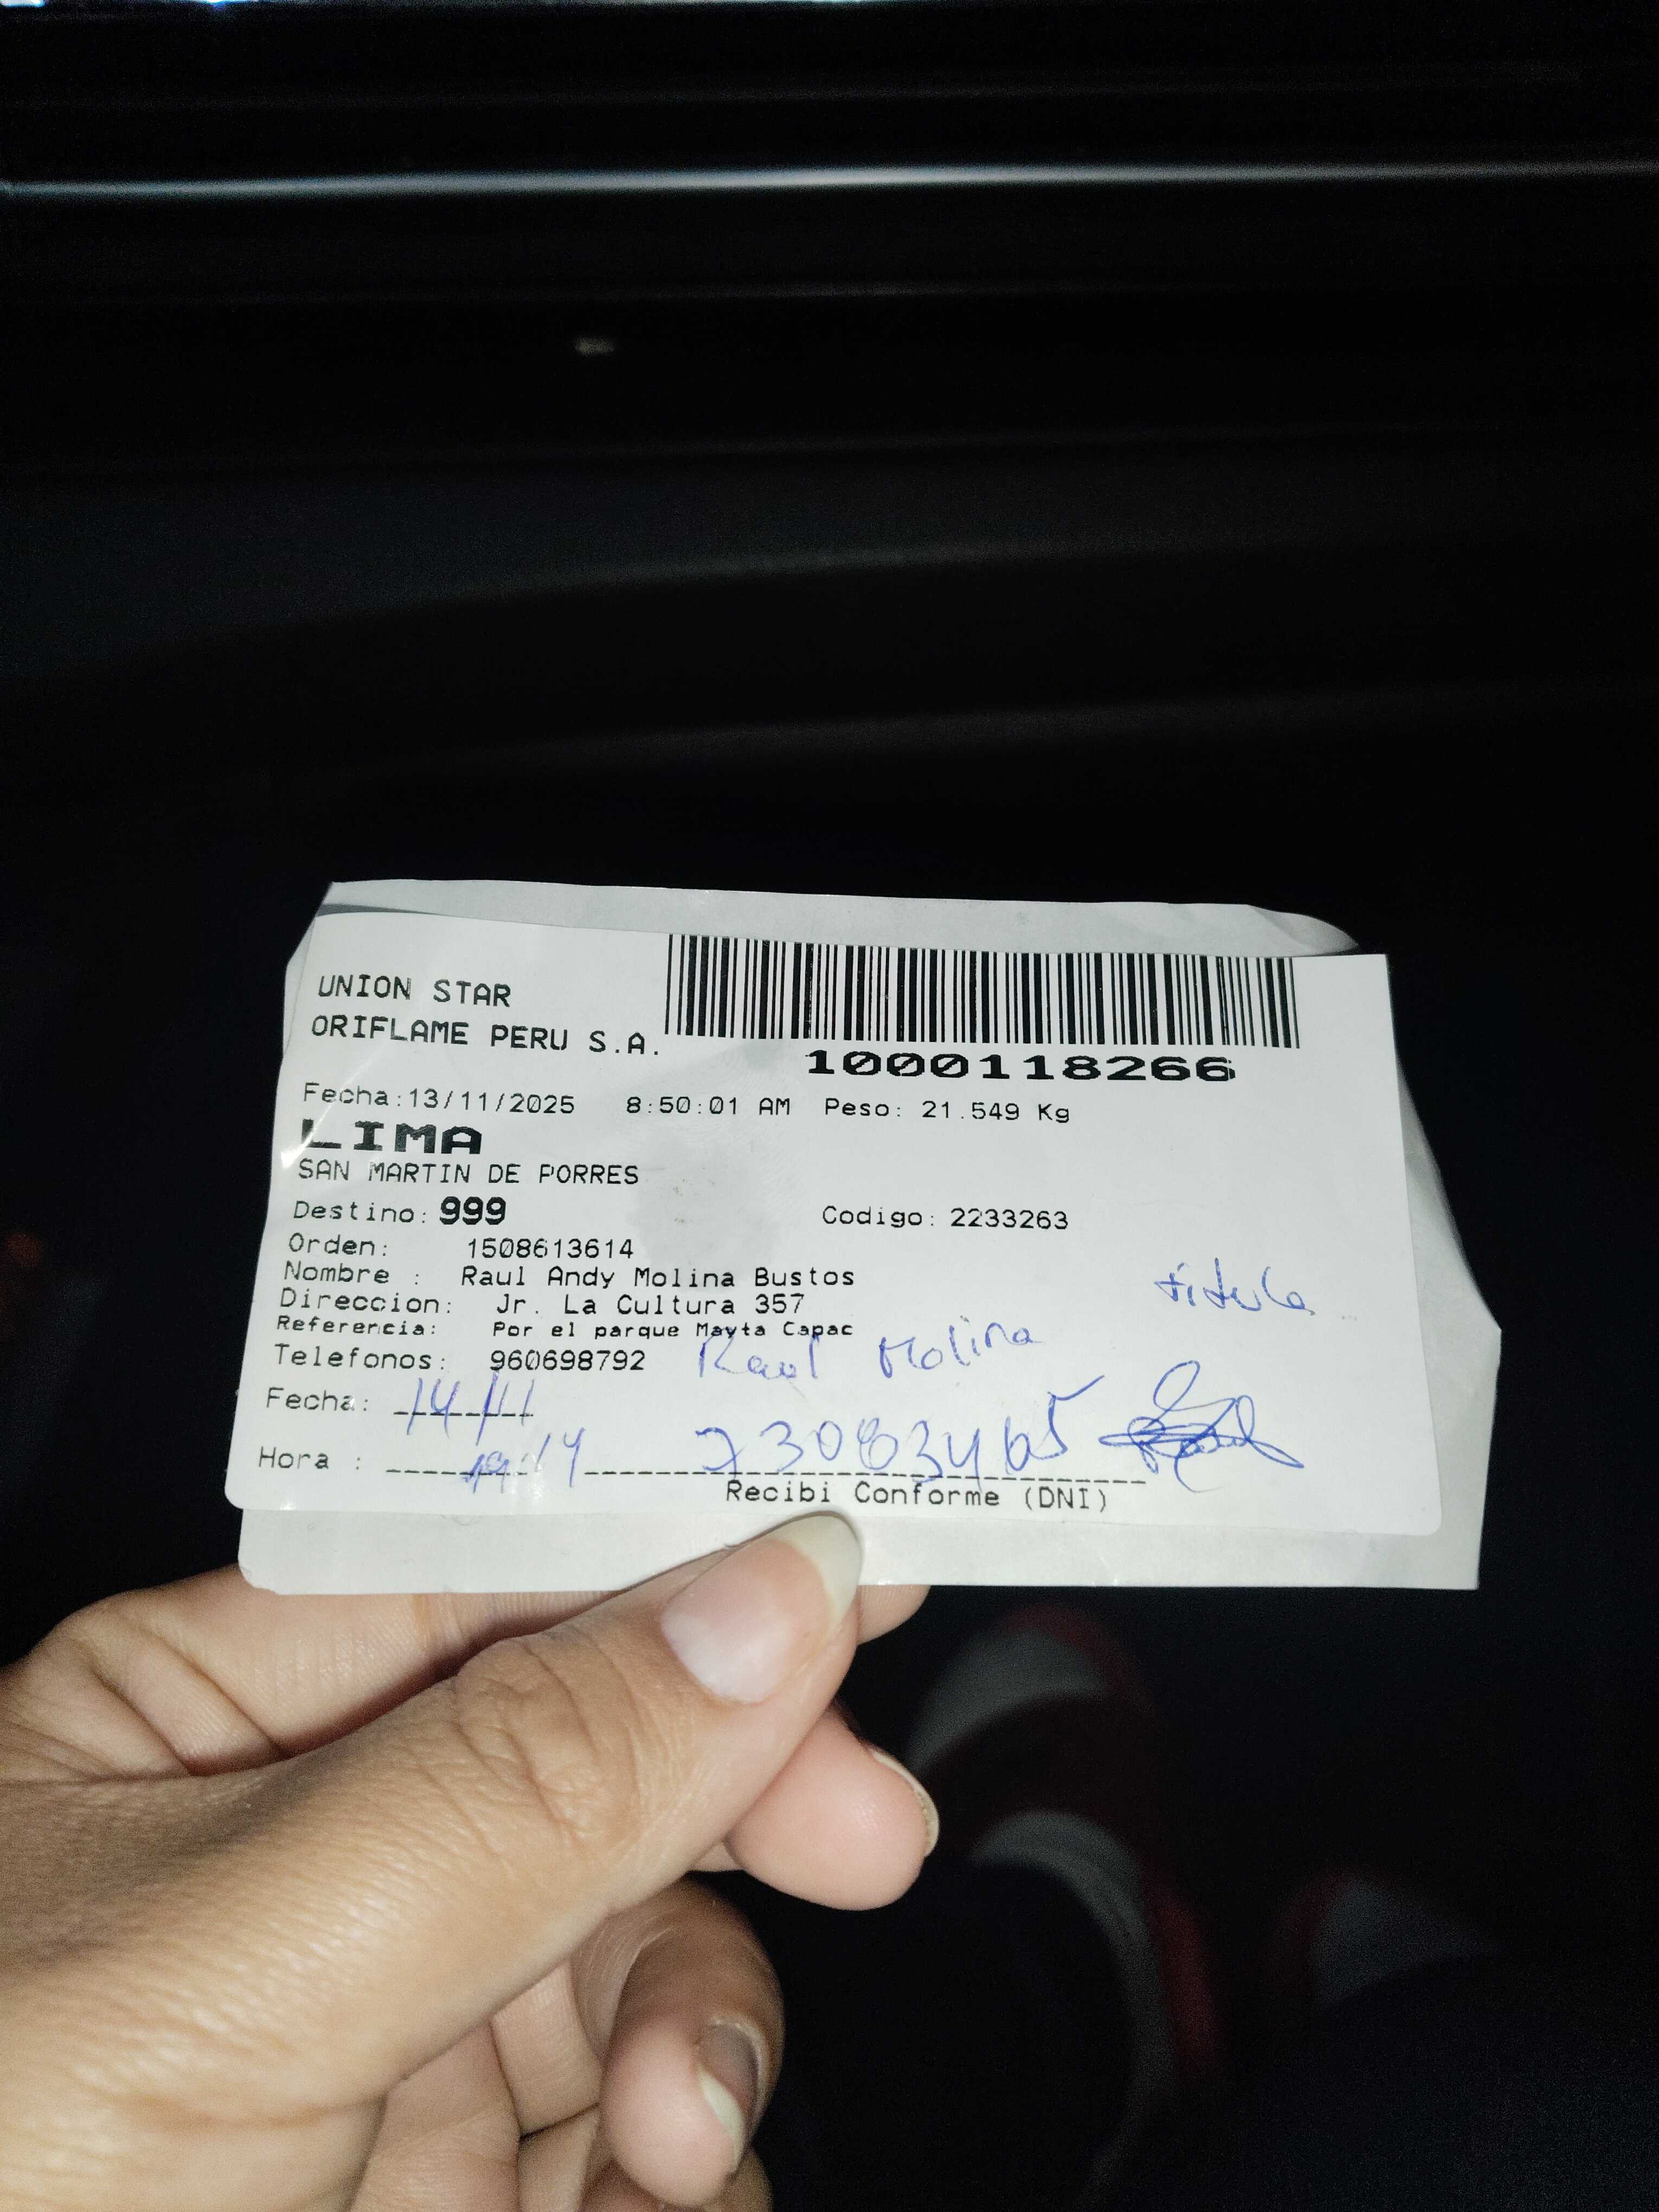 UNION STAR
ORIFLAME PERU S.A.
1000118266
Fecha:13/11/2025 8:50:01 AM Peso: 21.549 Kg
LIMA
SAN MARTIN DE PORRES
Destino: 999 Codigo: 2233263
Orden: 1508613614
Nombre : Raul Andy Molina Bustos
Direccion: Jr. La Cultura 357
Referencia: Por el parque Mayta Capac
Telefonos: 960698792 Raul Molina
Fecha: 14/11
Hora :
Recibi Conforme (DNI)